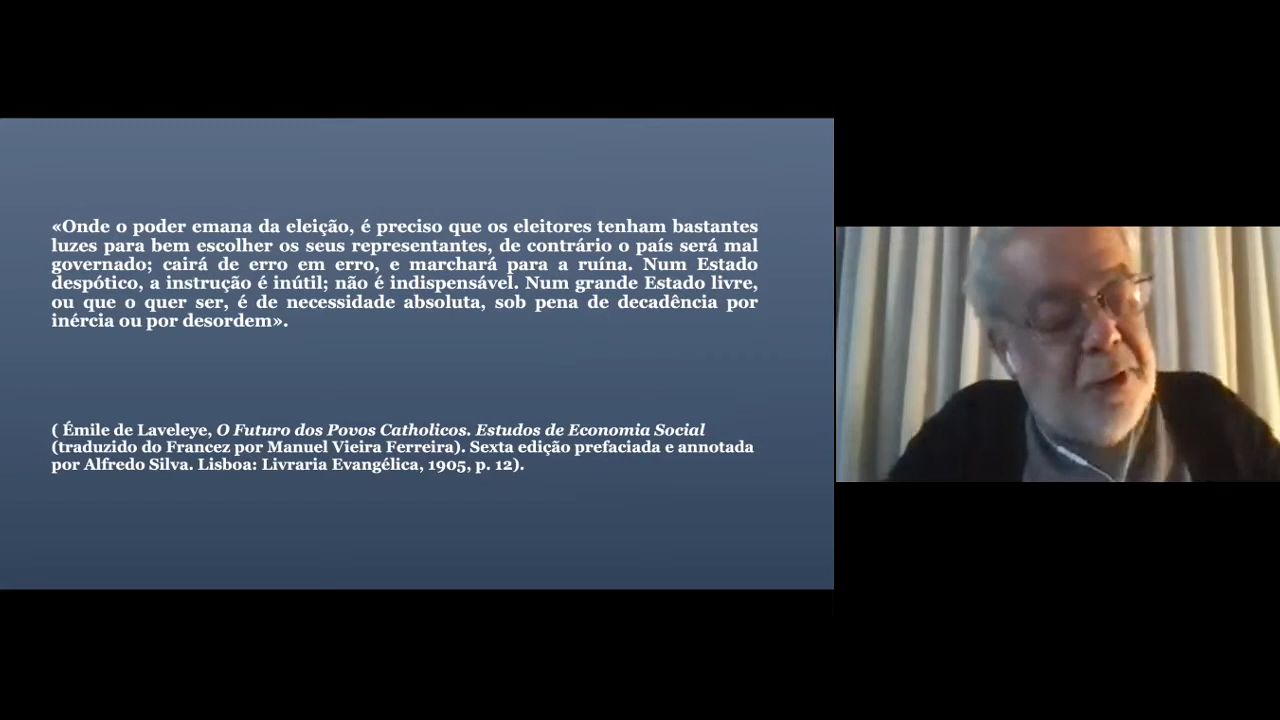 «Onde o poder emana da eleição, é preciso que os eleitores tenham bastantes
luzes para bem escolher os seus representantes, de contrário o país será mal
governado; cairá de erro em erro, e marchará para a ruína. Num Estado
despótico, a instrução é inútil; não é indispensável. Num grande Estado livre,
ou que o quer ser, é de necessidade absoluta, sob pena de decadência por
inércia ou por desordem».
( Émile de Laveleye, O Futuro dos Povos Catholicos. Estudos de Economia Social
(traduzido do Francez por Manuel Vieira Ferreira). Sexta edição prefaciada e annotada
por Alfredo Silva. Lisboa: Livraria Evangélica, 1905, p. 12).